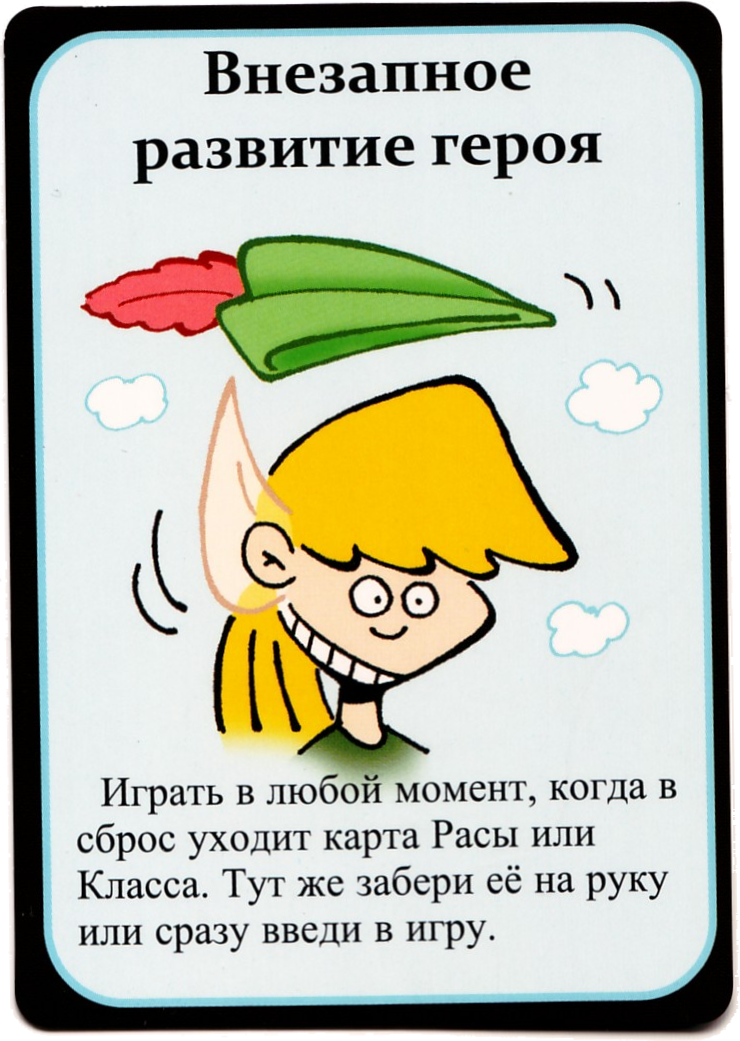 Внезапное
развитие героя
Играть в любой момент, когда в
сброс уходит карта Расы или
Класса. Тут же забери её на руку
или сразу введи в игру.